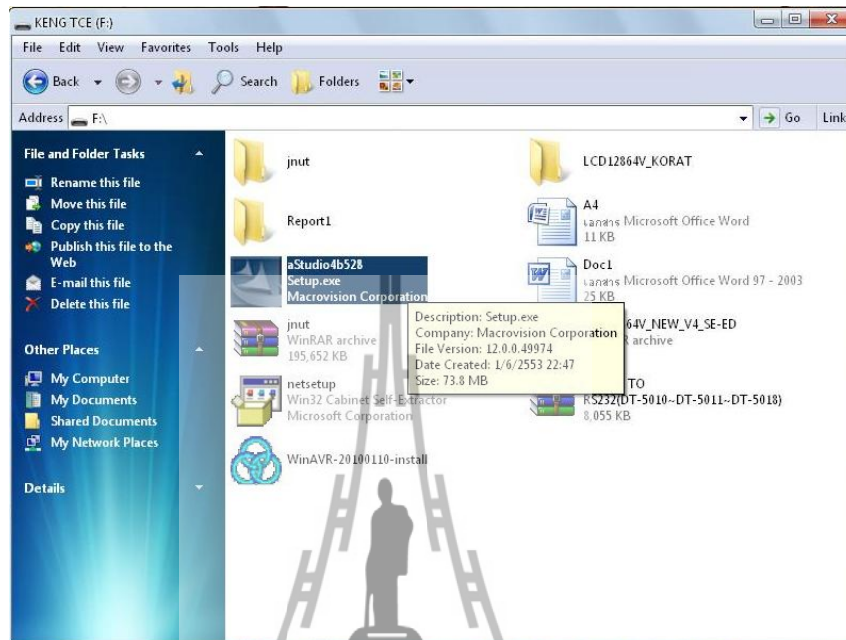 KENG TCE (F:)
File Edit View Favorites Tools Help
Back Search Folders
Address F:\ Go Link
File and Folder Tasks
Rename this file
Move this file
Copy this file
Publish this file to the
Web
E-mail this file
Delete this file
Other Places
My Computer
My Documents
Shared Documents
My Network Places
Details
jnut
Report1
aStudio4b528
Setup.exe
Macrovision Corporation
jnut
WinRAR archive
195,652 KB
netsetup
Win32 Cabinet Self-Extractor
Microsoft Corporation
WinAVR-20100110-install
LCD12864V_KORAT
A4
เอกสาร Microsoft Office Word
11 KB
Doc1
เอกสาร Microsoft Office Word 97 - 2003
25 KB
64V_NEW_V4_SE-ED
archive
TO
RS232(DT-5010~DT-5011~DT-5018)
8,055 KB
Description: Setup.exe
Company: Macrovision Corporation
File Version: 12.0.0.49974
Date Created: 1/6/2553 22:47
Size: 73.8 MB